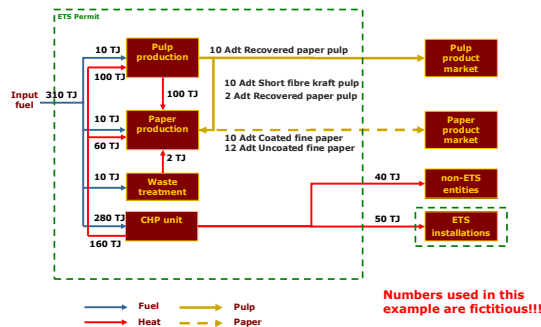 ETS Permit
10 TJ
Pulp
production
10 Adt Recovered paper pulp
Pulp
product
market
100 TJ
Input
fuel
310 TJ
100 TJ
10 Adt Short fibre kraft pulp
2 Adt Recovered paper pulp
10 TJ
Paper
production
Paper
product
market
60 TJ
10 Adt Coated fine paper
12 Adt Uncoated fine paper
2 TJ
10 TJ
Waste
treatment
40 TJ
non-ETS
entities
280 TJ
CHP unit
50 TJ
ETS
installations
160 TJ
Fuel
Pulp
Heat
Paper
Numbers used in this
example are fictitious!!!